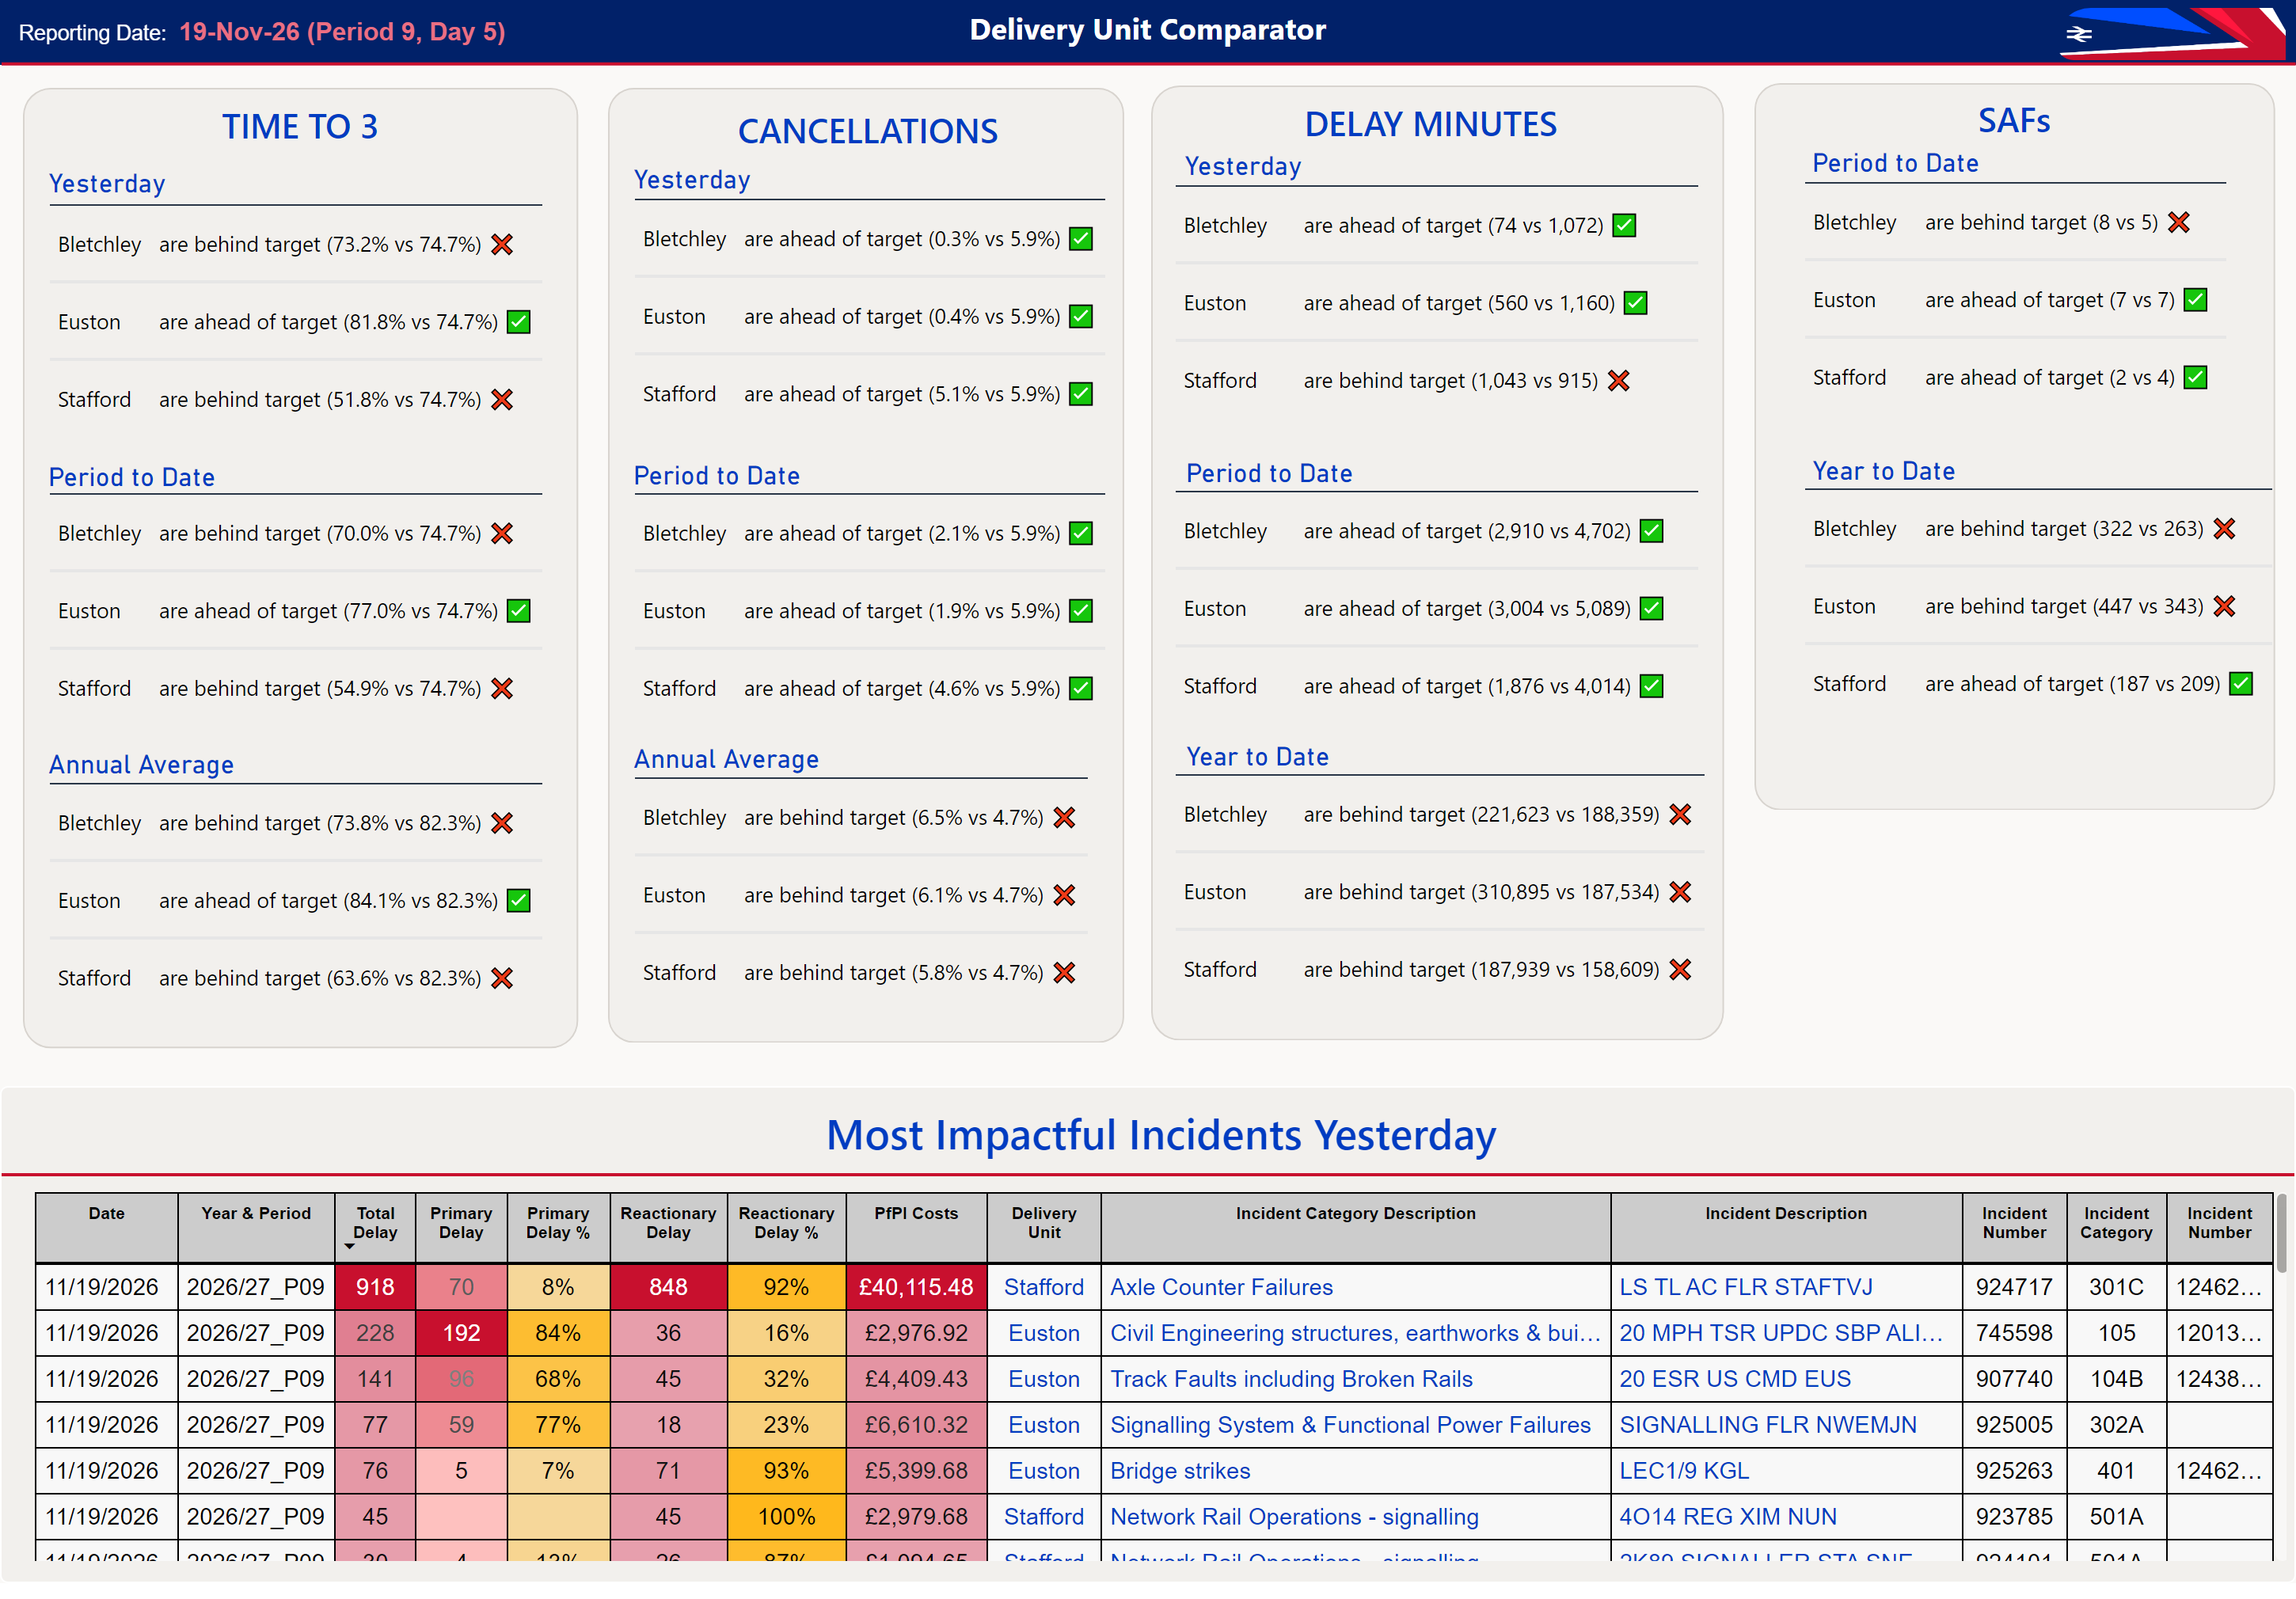 Reporting Date: 19-Nov-26 (Period 9, Day 5)
Delivery Unit Comparator
TIME TO 3
Yesterday
Bletchley are behind target (73.2% vs 74.7%) ❌
Euston are ahead of target (81.8% vs 74.7%) ✅
Stafford are behind target (51.8% vs 74.7%) ❌
Period to Date
Bletchley are behind target (70.0% vs 74.7%) ❌
Euston are ahead of target (77.0% vs 74.7%) ✅
Stafford are behind target (54.9% vs 74.7%) ❌
Annual Average
Bletchley are behind target (73.8% vs 82.3%) ❌
Euston are ahead of target (84.1% vs 82.3%) ✅
Stafford are behind target (63.6% vs 82.3%) ❌
CANCELLATIONS
Yesterday
Bletchley are ahead of target (0.3% vs 5.9%) ✅
Euston are ahead of target (0.4% vs 5.9%) ✅
Stafford are ahead of target (5.1% vs 5.9%) ✅
Period to Date
Bletchley are ahead of target (2.1% vs 5.9%) ✅
Euston are ahead of target (1.9% vs 5.9%) ✅
Stafford are ahead of target (4.6% vs 5.9%) ✅
Annual Average
Bletchley are behind target (6.5% vs 4.7%) ❌
Euston are behind target (6.1% vs 4.7%) ❌
Stafford are behind target (5.8% vs 4.7%) ❌
DELAY MINUTES
Yesterday
Bletchley are ahead of target (74 vs 1,072) ✅
Euston are ahead of target (560 vs 1,160) ✅
Stafford are behind target (1,043 vs 915) ❌
Period to Date
Bletchley are ahead of target (2,910 vs 4,702) ✅
Euston are ahead of target (3,004 vs 5,089) ✅
Stafford are ahead of target (1,876 vs 4,014) ✅
Year to Date
Bletchley are behind target (221,623 vs 188,359) ❌
Euston are behind target (310,895 vs 187,534) ❌
Stafford are behind target (187,939 vs 158,609) ❌
SAFs
Period to Date
Bletchley are behind target (8 vs 5) ❌
Euston are ahead of target (7 vs 7) ✅
Stafford are ahead of target (2 vs 4) ✅
Year to Date
Bletchley are behind target (322 vs 263) ❌
Euston are behind target (447 vs 343) ❌
Stafford are ahead of target (187 vs 209) ✅
Most Impactful Incidents Yesterday
Date Year & Period Total Delay Primary Delay Primary Delay % Reactionary Delay Reactionary Delay % PfPI Costs Delivery Unit Incident Category Description Incident Description Incident Number Incident Category Incident Number
11/19/2026 2026/27_P09 918 70 8% 848 92% £40,115.48 Stafford Axle Counter Failures LS TL AC FLR STAFTVJ 924717 301C 12462...
11/19/2026 2026/27_P09 228 192 84% 36 16% £2,976.92 Euston Civil Engineering structures, earthworks & bui... 20 MPH TSR UPDC SBP ALI... 745598 105 12013...
11/19/2026 2026/27_P09 141 96 68% 45 32% £4,409.43 Euston Track Faults including Broken Rails 20 ESR US CMD EUS 907740 104B 12438...
11/19/2026 2026/27_P09 77 59 77% 18 23% £6,610.32 Euston Signalling System & Functional Power Failures SIGNALLING FLR NWEMJN 925005 302A
11/19/2026 2026/27_P09 76 5 7% 71 93% £5,399.68 Euston Bridge strikes LEC1/9 KGL 925263 401 12462...
11/19/2026 2026/27_P09 45 45 100% £2,979.68 Stafford Network Rail Operations - signalling 4O14 REG XIM NUN 923785 501A
11/19/2026 2026/27_P09 Stafford Network Rail Operations - signalling